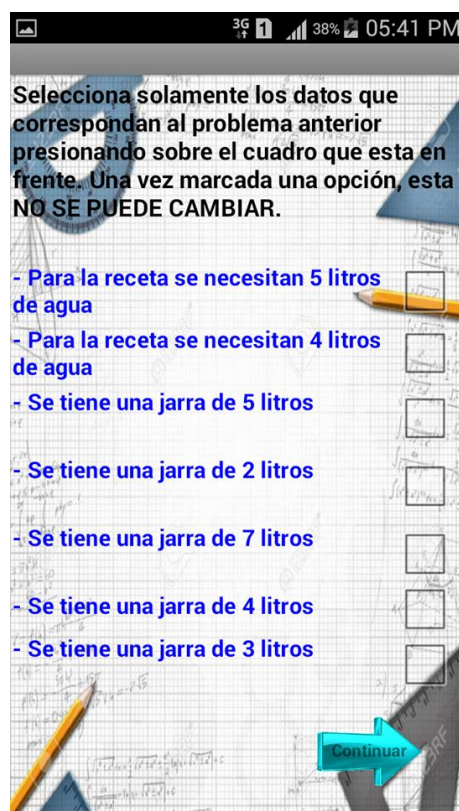 3G 1 38% 05:41 PM
Selecciona solamente los datos que
correspondan al problema anterior
presionando sobre el cuadro que esta en
frente. Una vez marcada una opción, esta
NO SE PUEDE CAMBIAR.
- Para la receta se necesitan 5 litros
de agua
- Para la receta se necesitan 4 litros
de agua
- Se tiene una jarra de 5 litros
- Se tiene una jarra de 2 litros
- Se tiene una jarra de 7 litros
- Se tiene una jarra de 4 litros
- Se tiene una jarra de 3 litros
Continuar